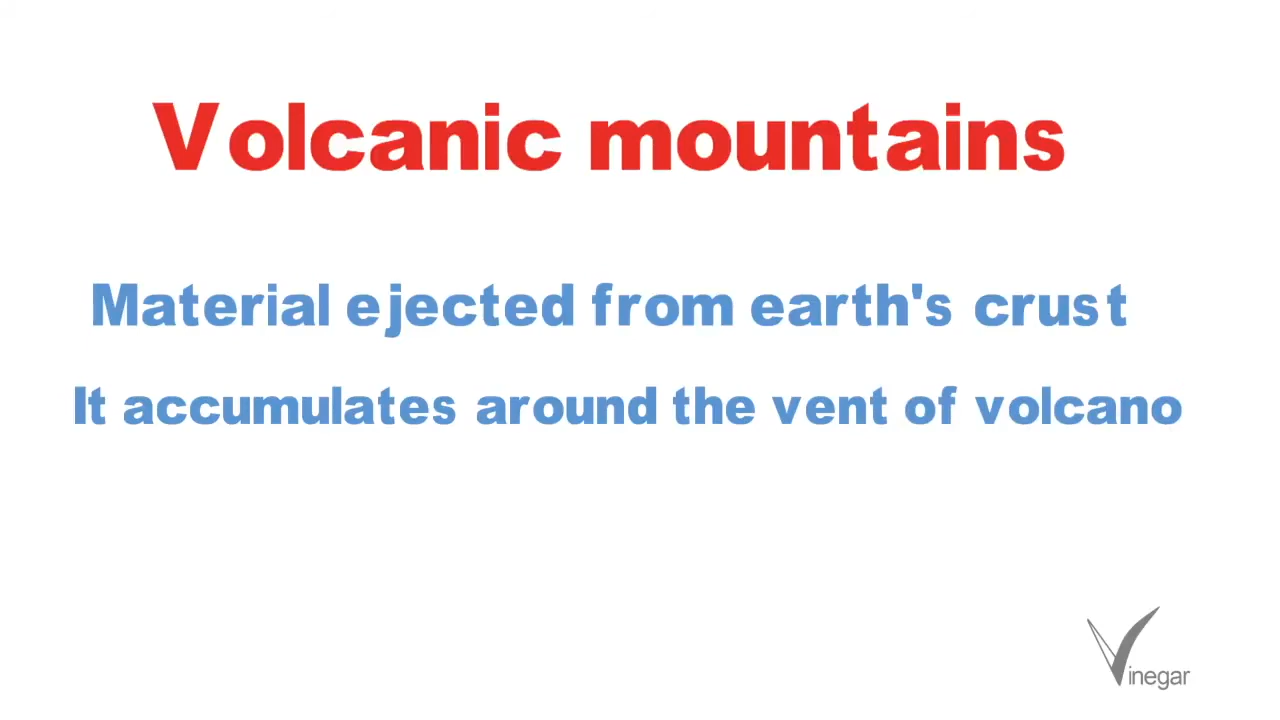 Volcanic mountains
Material ejected from earth's crust
It accumulates around the vent of volcano
Vinegar